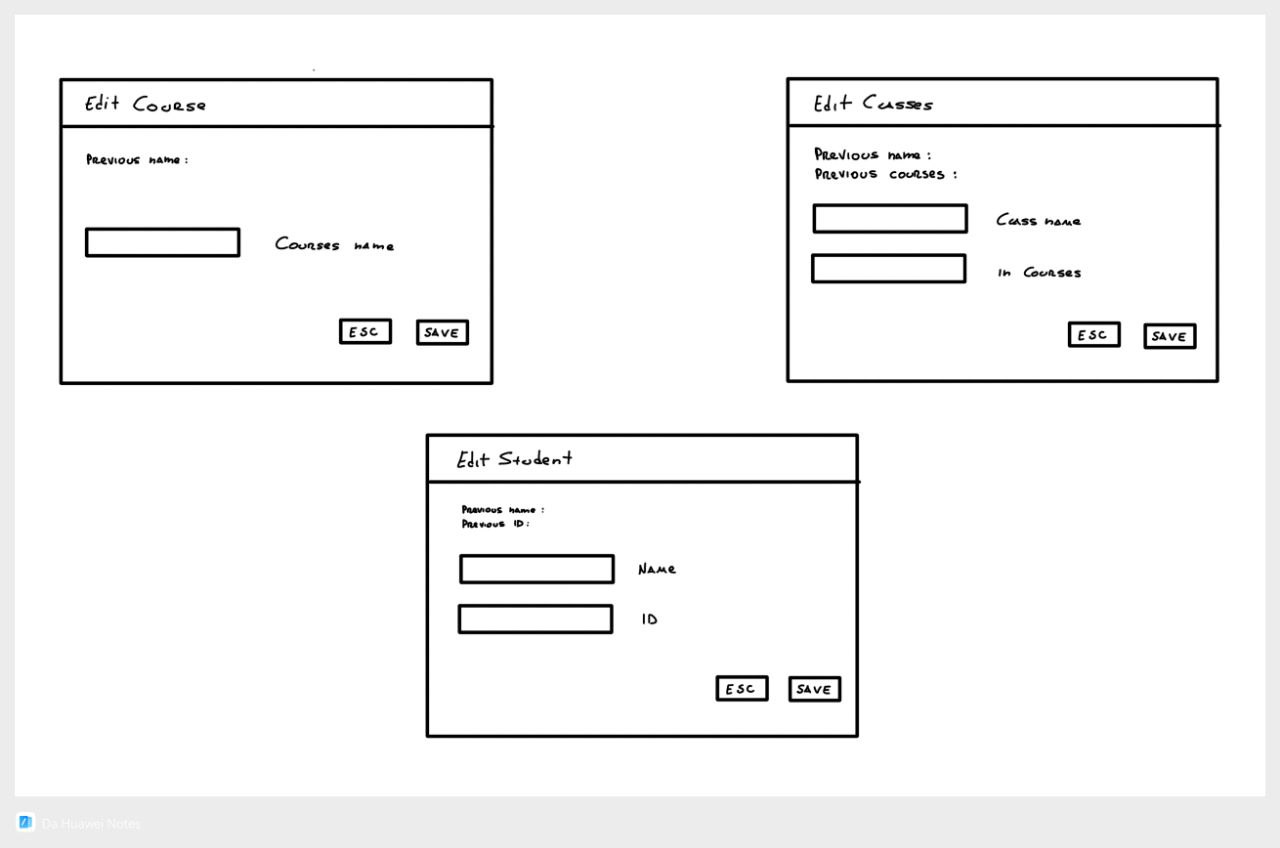 Edit Course
Previous name:
Courses name
ESC
SAVE
Edit Classes
Previous name:
Previous courses:
Class name
in Courses
ESC
SAVE
Edit Student
Previous name:
Previous ID:
Name
ID
ESC
SAVE
Da Huawei Notes